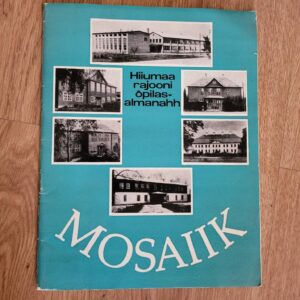 Hiiumaa
rajooni
õpilas-
almanahh
MOSAIIK